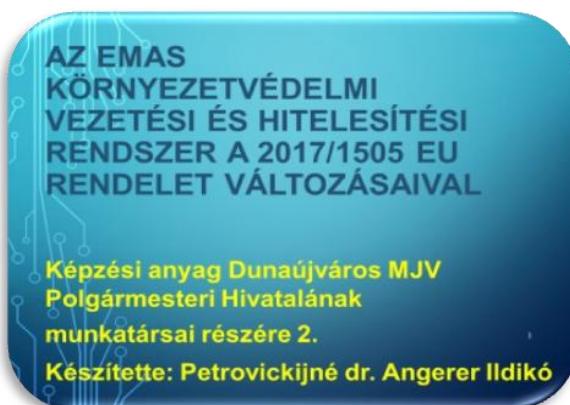 AZ EMAS
KÖRNYEZETVÉDELMI
VEZETÉSI ÉS HITELESÍTÉSI
RENDSZER A 2017/1505 EU
RENDELET VÁLTOZÁSAIVAL
Képzési anyag Dunaújváros MJV
Polgármesteri Hivatalának
munkatársai részére 2.
Készítette: Petrovickijné dr. Angerer Ildikó